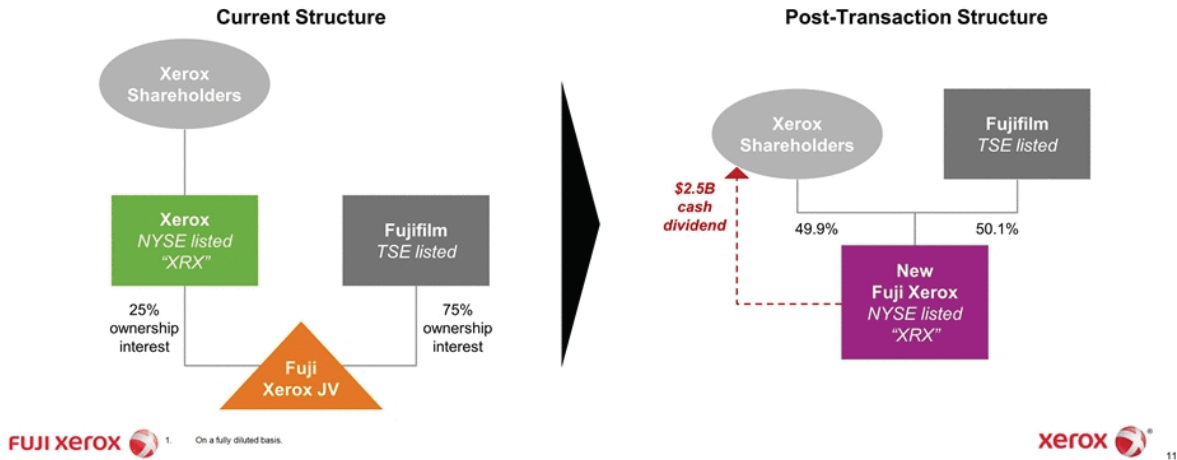 Current Structure
Xerox
Shareholders
Xerox
NYSE listed
“XRX”
Fujifilm
TSE listed
25%
ownership
interest
75%
ownership
interest
Fuji
Xerox JV
Post-Transaction Structure
Xerox
Shareholders
Fujifilm
TSE listed
$2.5B
cash
dividend
49.9%
50.1%
New
Fuji Xerox
NYSE listed
“XRX”
FUJI xerox
1. On a fully diluted basis.
xerox ®
11